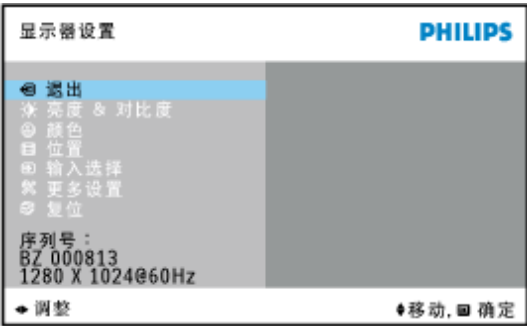 显示器设置
PHILIPS
退出
亮度 & 对比度
颜色
位置
输入选择
更多设置
复位
序列号：
BZ 000813
1280 X 1024@60Hz
调整
移动, 确定